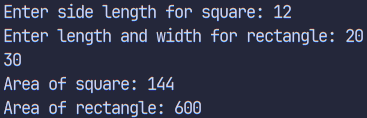 Enter side length for square: 12
Enter length and width for rectangle: 20
30
Area of square: 144
Area of rectangle: 600